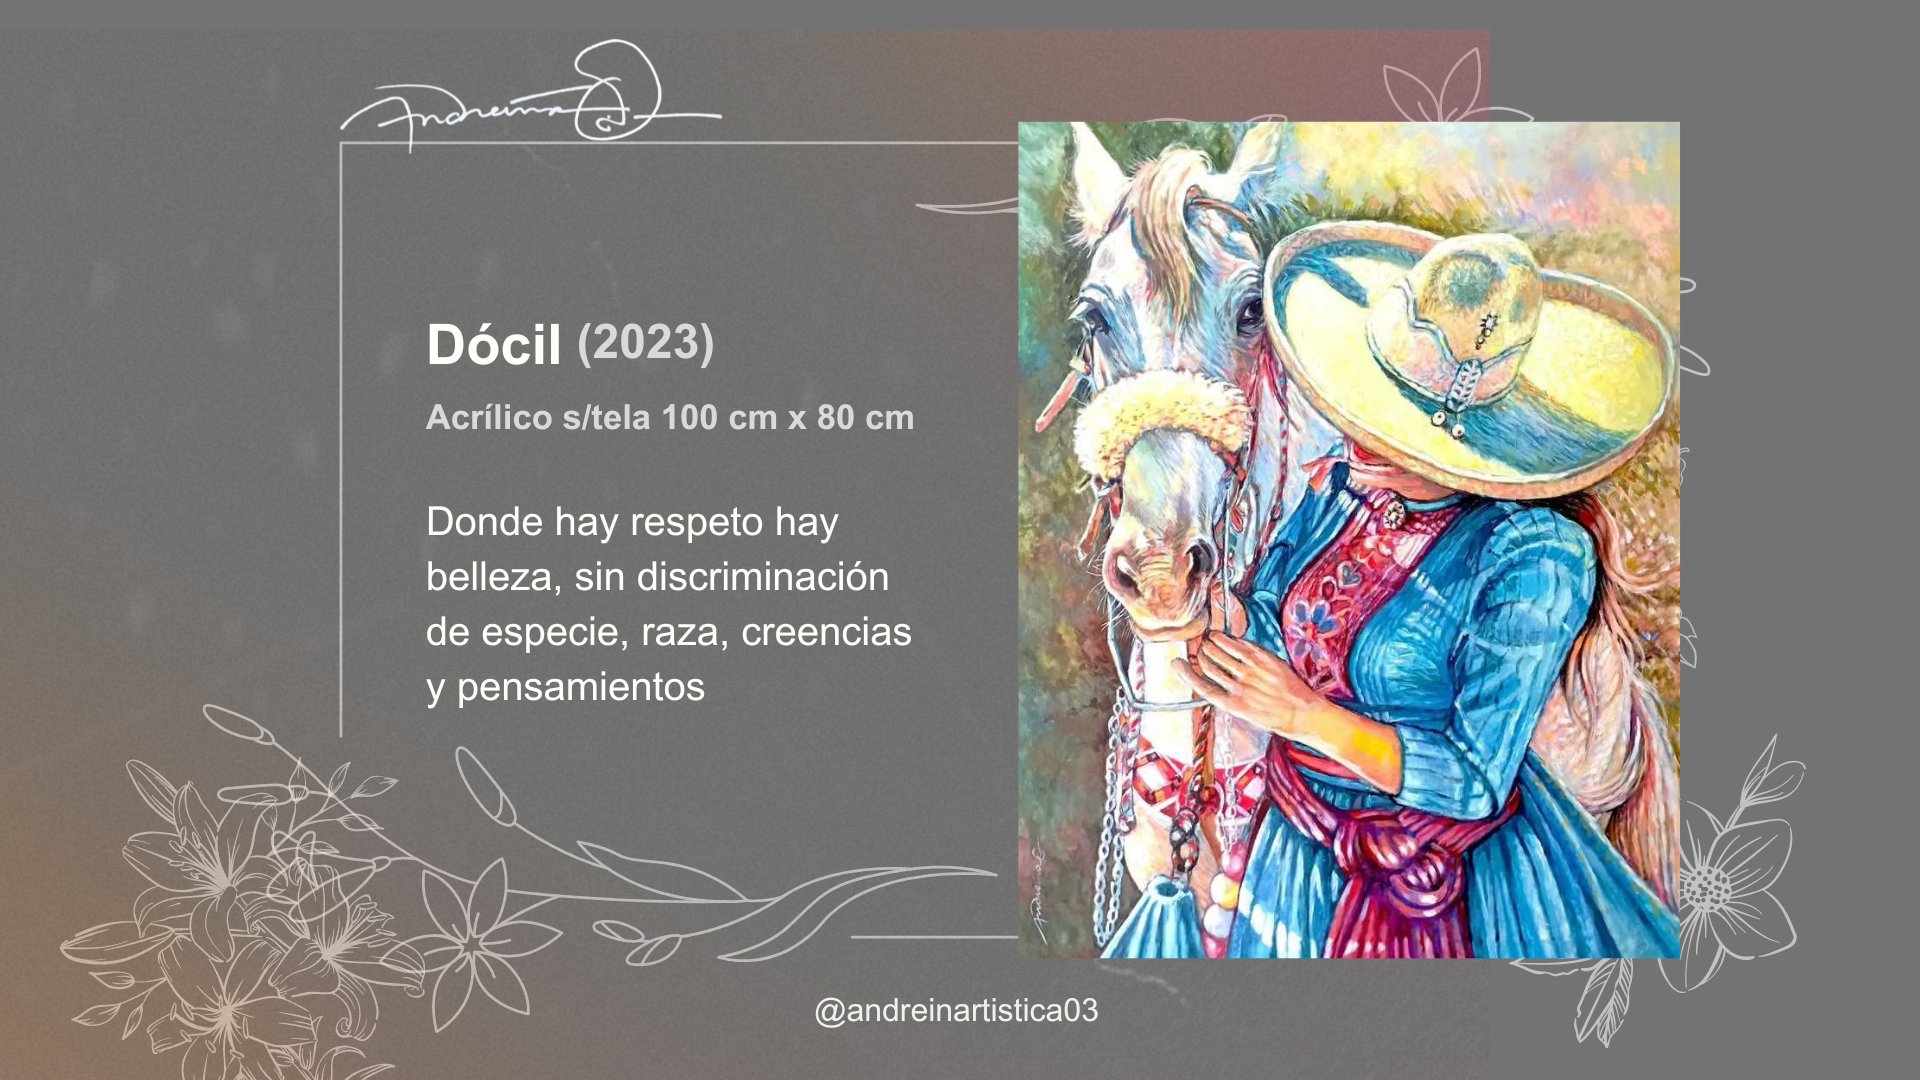 Dócil (2023)
Acrílico s/tela 100 cm x 80 cm
Donde hay respeto hay
belleza, sin discriminación
de especie, raza, creencias
y pensamientos
@andreinartistica03